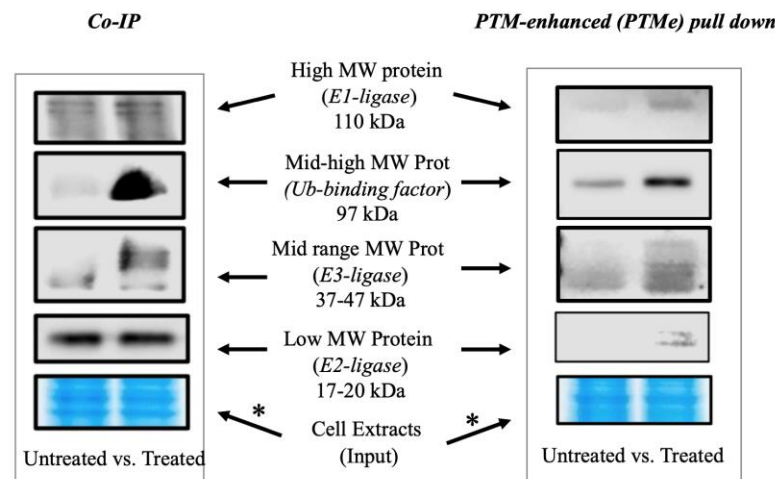 Co-IP
PTM-enhanced (PTMe) pull down
High MW protein
(E1-ligase)
110 kDa
Mid-high MW Prot
(Ub-binding factor)
97 kDa
Mid range MW Prot
(E3-ligase)
37-47 kDa
Low MW Protein
(E2-ligase)
17-20 kDa
* *
Cell Extracts
(Input)
Untreated vs. Treated
Untreated vs. Treated